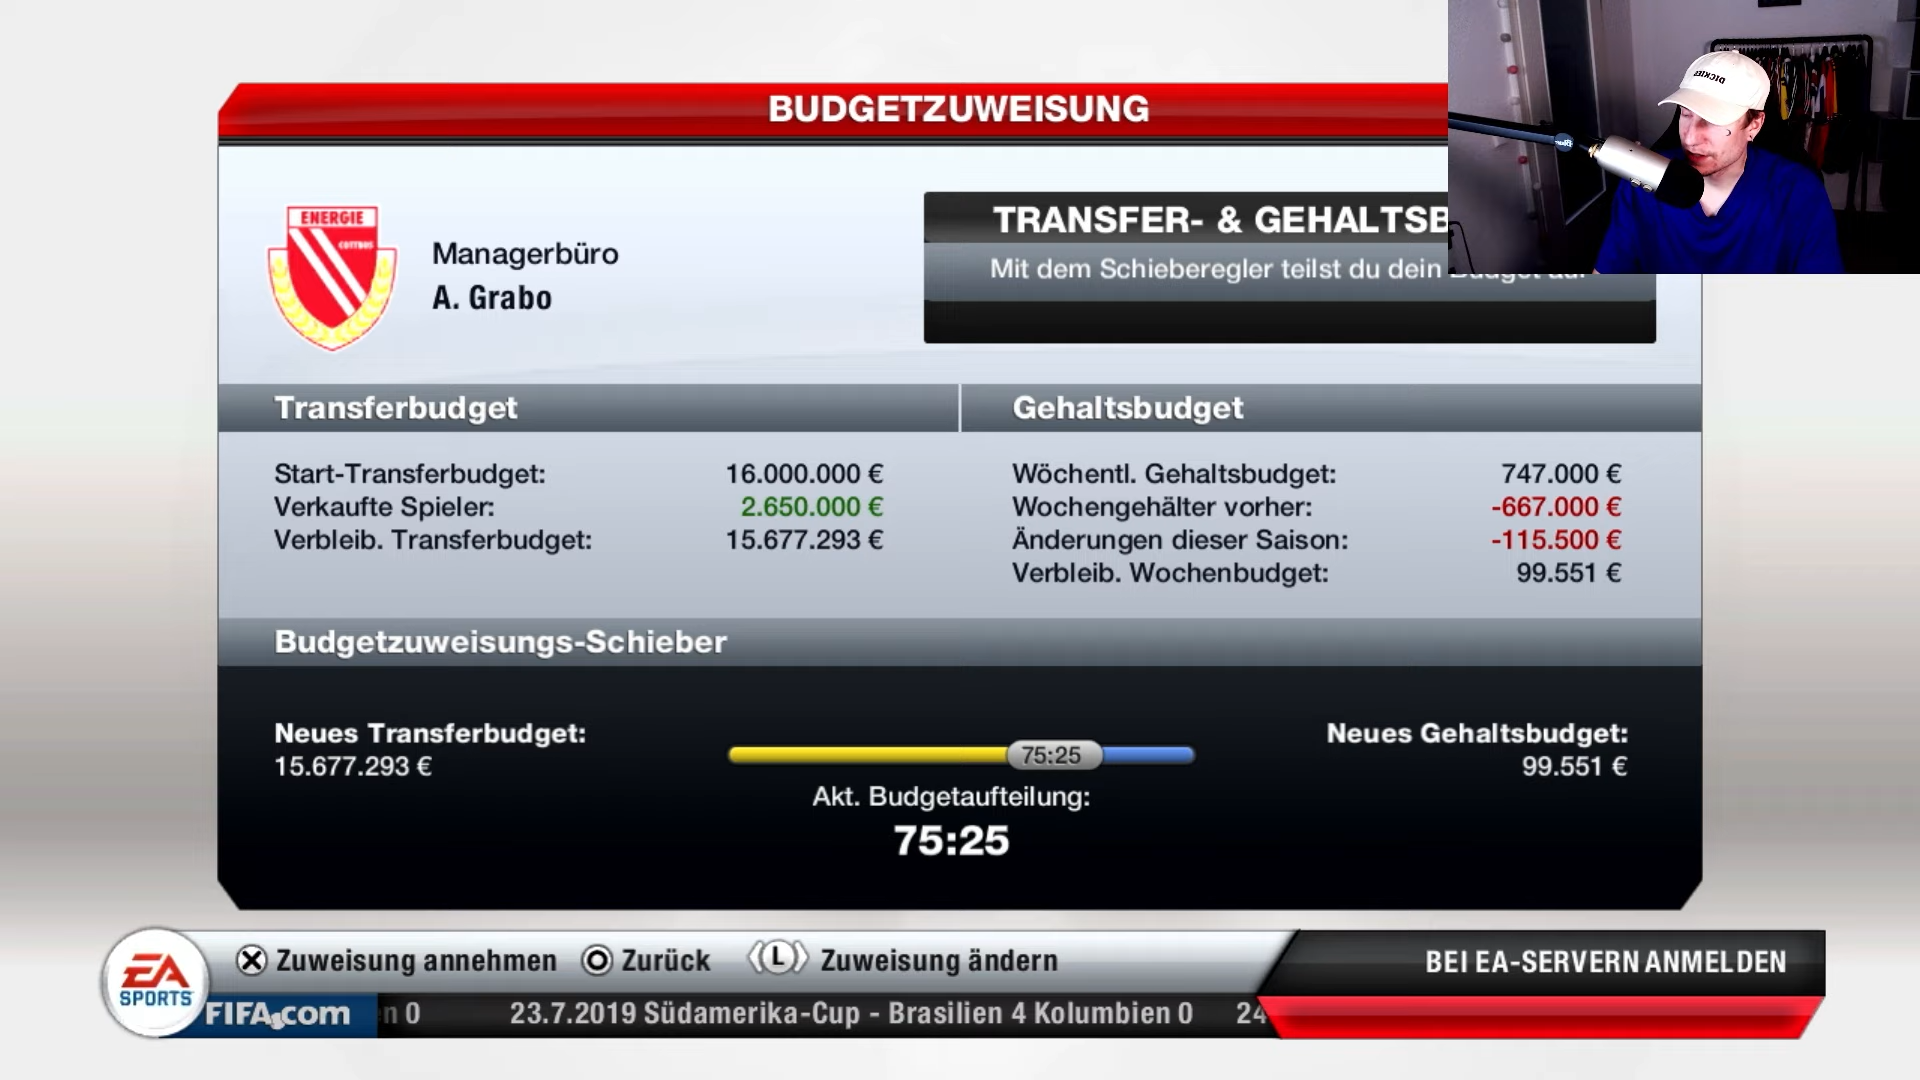 BUDGETZUWEISUNG
DICKIES
ENERGIE
COTTBUS
Managerbüro
A. Grabo
TRANSFER- & GEHALTSB
Mit dem Schieberegler teilst du dein Budget auf
Transferbudget
Gehaltsbudget
Start-Transferbudget: 16.000.000 €
Verkaufte Spieler: 2.650.000 €
Verbleib. Transferbudget: 15.677.293 €
Wöchentl. Gehaltsbudget: 747.000 €
Wochengehälter vorher: -667.000 €
Änderungen dieser Saison: -115.500 €
Verbleib. Wochenbudget: 99.551 €
Budgetzuweisungs-Schieber
Neues Transferbudget:
15.677.293 €
75:25
Akt. Budgetaufteilung:
75:25
Neues Gehaltsbudget:
99.551 €
EA SPORTS
X Zuweisung annehmen O Zurück L Zuweisung ändern
BEI EA-SERVERN ANMELDEN
FIFA.com n 0 23.7.2019 Südamerika-Cup - Brasilien 4 Kolumbien 0 24